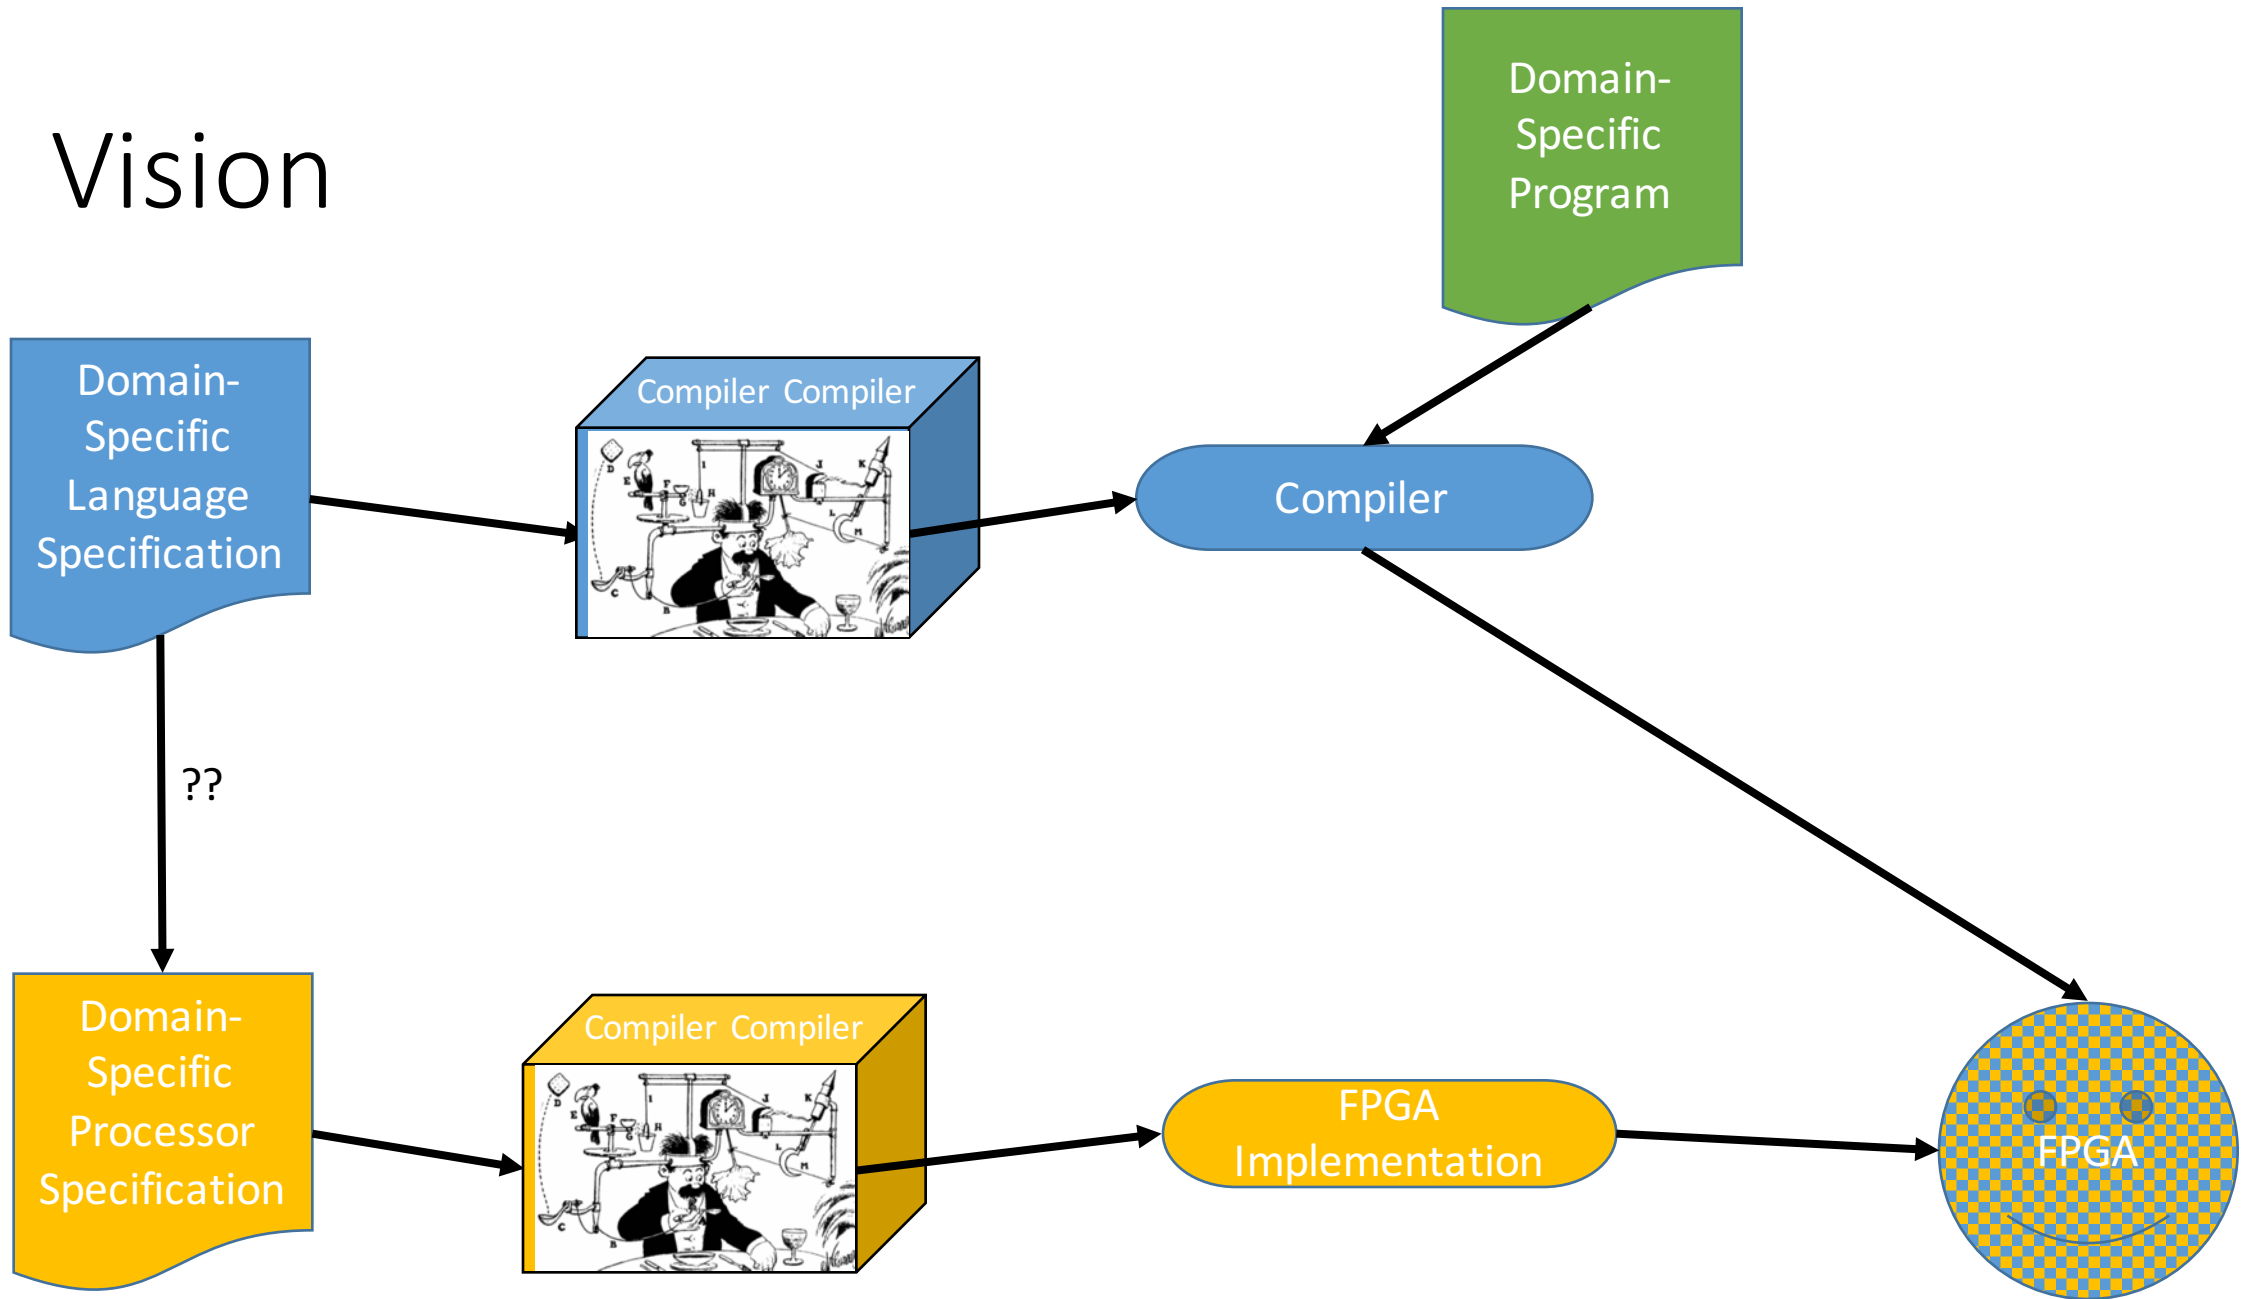 Vision
Domain-
Specific
Program
Domain-
Specific
Language
Specification
Compiler Compiler
D
E
F
G
H
I
J
K
L
M
C
B
Compiler
??
Domain-
Specific
Processor
Specification
Compiler Compiler
D
E
F
G
H
I
J
K
L
M
C
B
FPGA
Implementation
FPGA